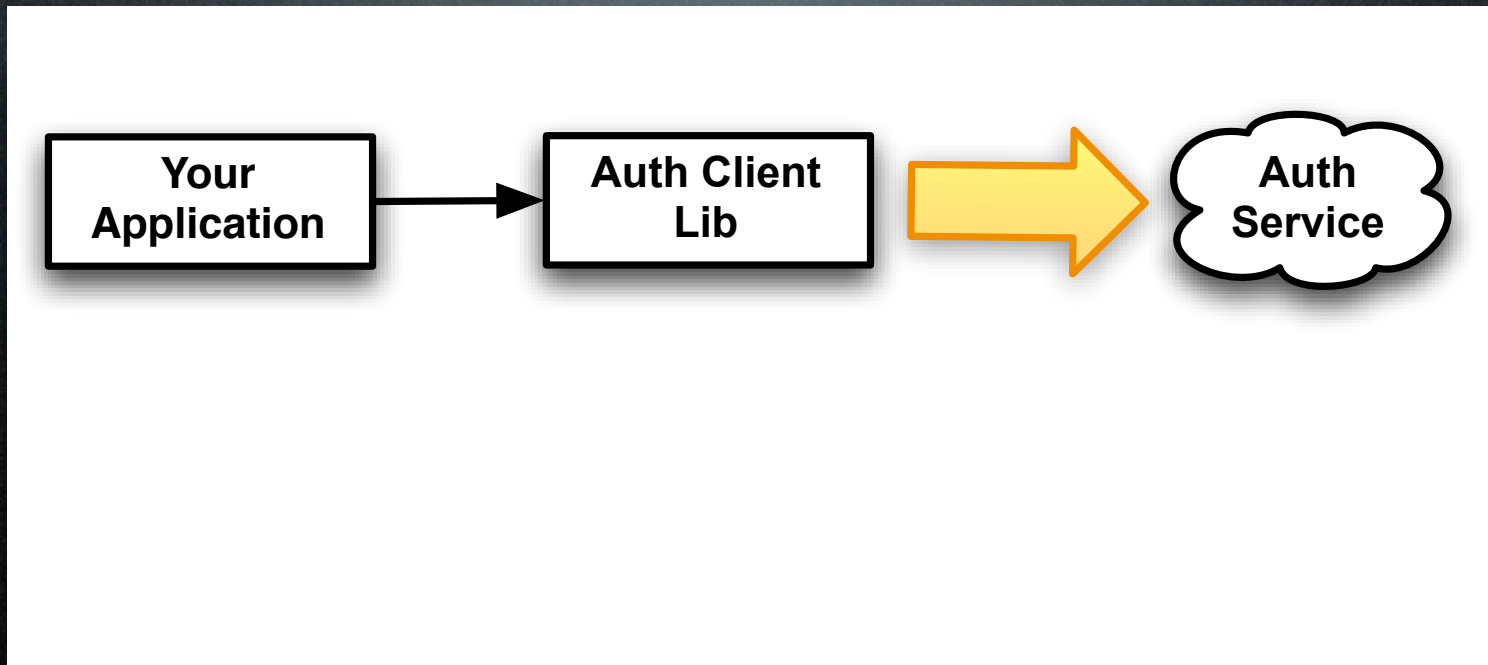 Your
Application
Auth Client
Lib
Auth
Service